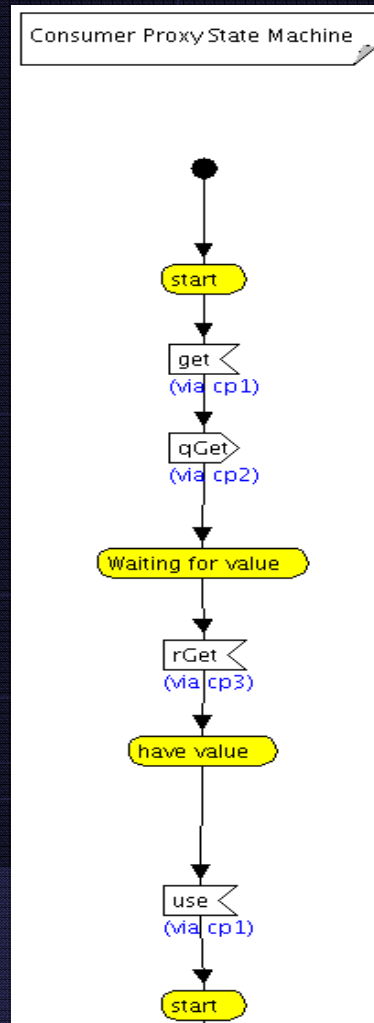 Consumer Proxy State Machine
start
get
(via cp1)
qGet
(via cp2)
Waiting for value
rGet
(via cp3)
have value
use
(via cp1)
start